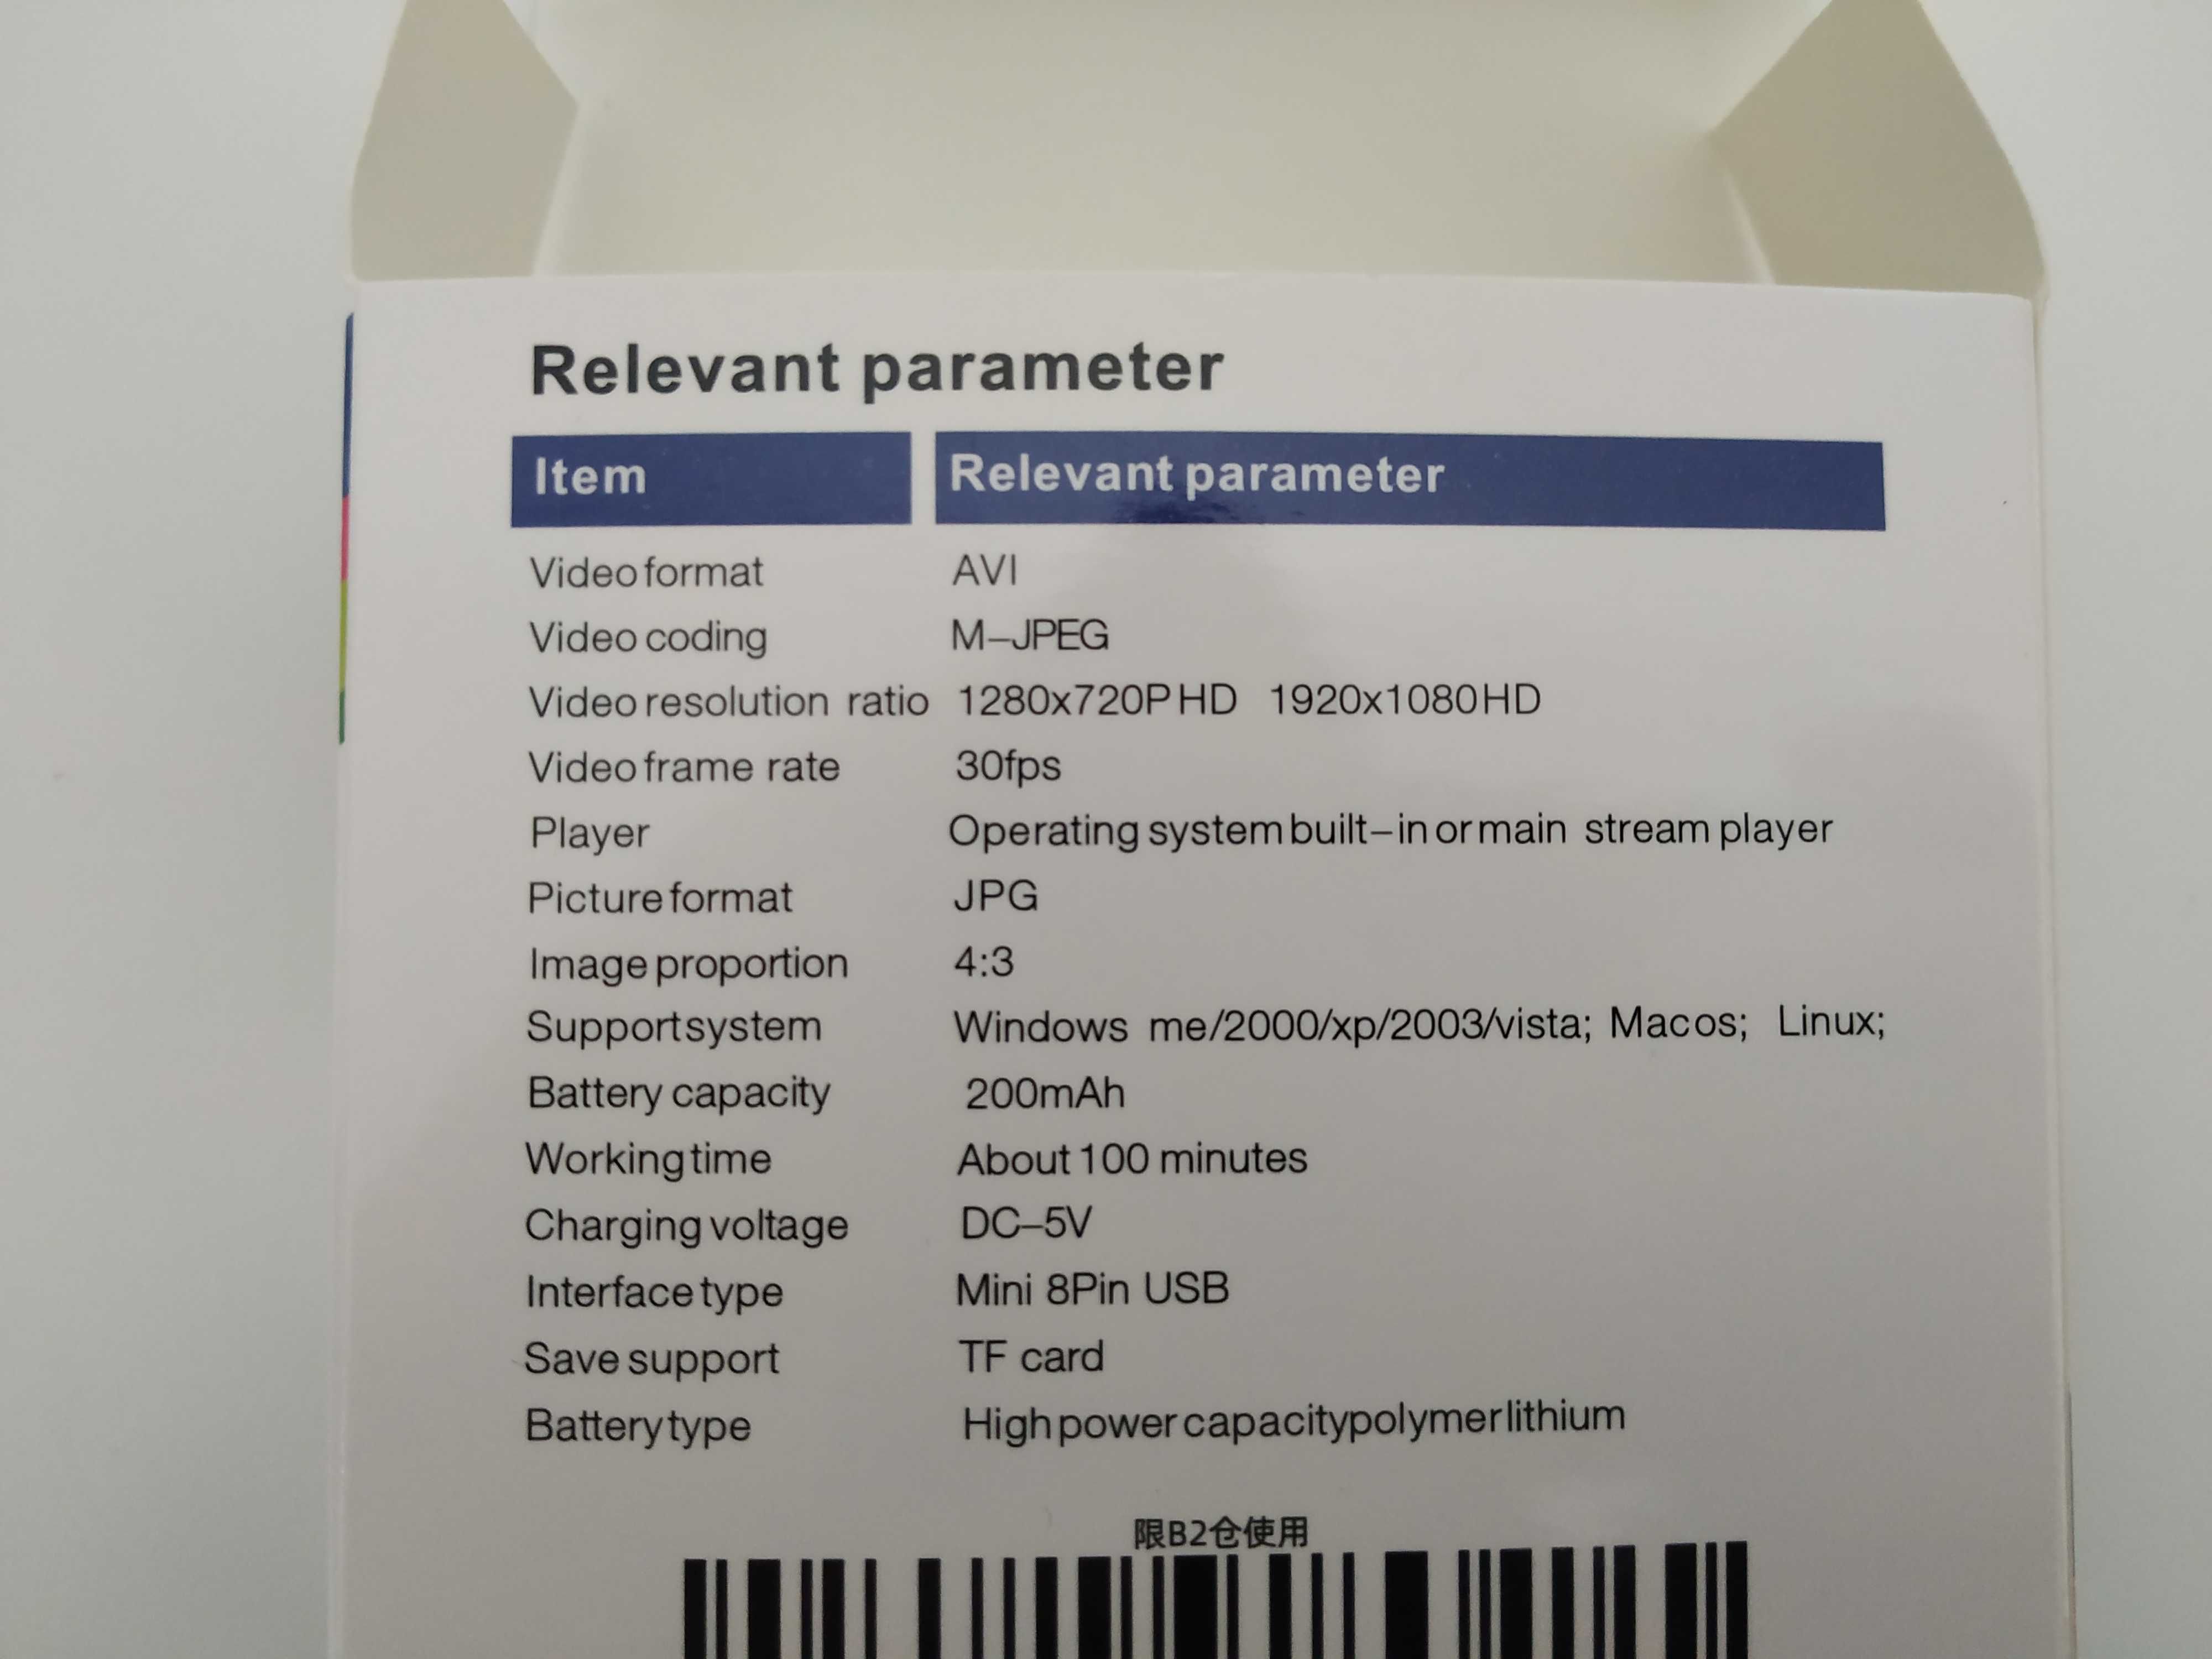 Relevant parameter
Item Relevant parameter
Video format AVI
Video coding M-JPEG
Video resolution ratio 1280x720P HD 1920x1080HD
Video frame rate 30fps
Player Operating system built-in or main stream player
Picture format JPG
Image proportion 4:3
Support system Windows me/2000/xp/2003/vista; Macos; Linux;
Battery capacity 200mAh
Working time About 100 minutes
Charging voltage DC-5V
Interface type Mini 8Pin USB
Save support TF card
Battery type High power capacity polymer lithium
限B2仓使用